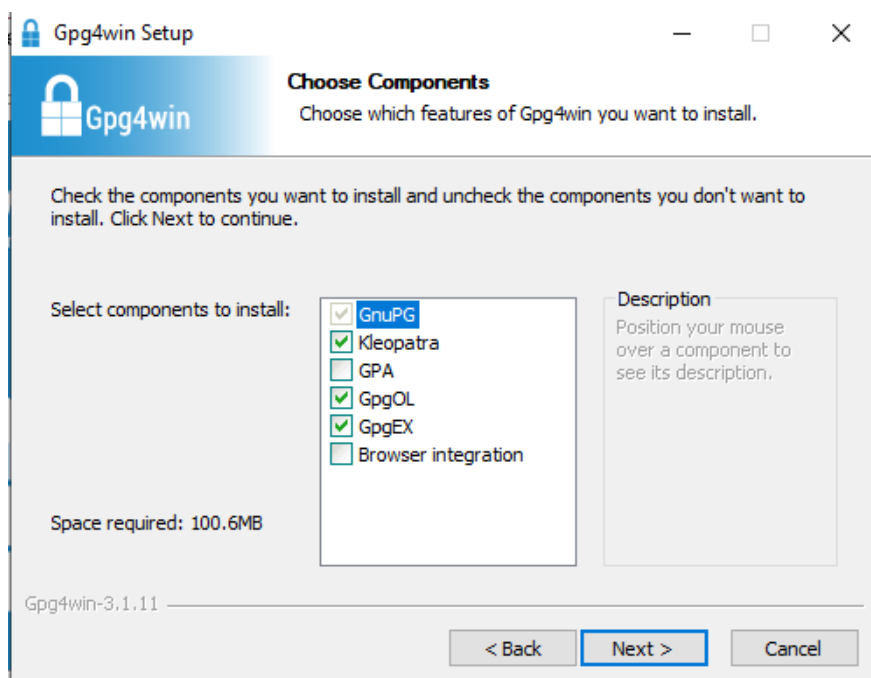 Gpg4win Setup
Gpg4win
Choose Components
Choose which features of Gpg4win you want to install.
Check the components you want to install and uncheck the components you don't want to
install. Click Next to continue.
Select components to install:
GnuPG
Kleopatra
GPA
GpgOL
GpgEX
Browser integration
Description
Position your mouse
over a component to
see its description.
Space required: 100.6MB
Gpg4win-3.1.11
< Back
Next >
Cancel